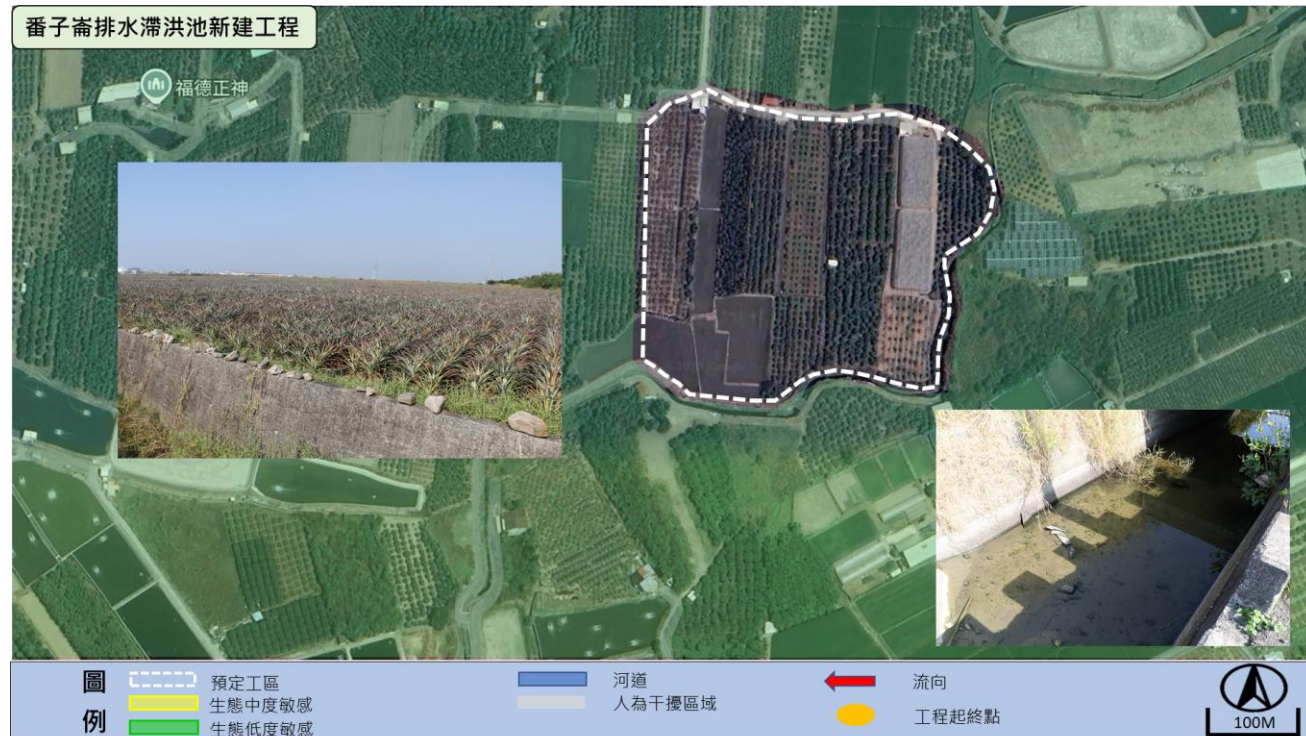 番子崙排水滯洪池新建工程
福德正神
圖例
預定工區
生態中度敏感
生態低度敏感
河道
人為干擾區域
流向
工程起終點
100M